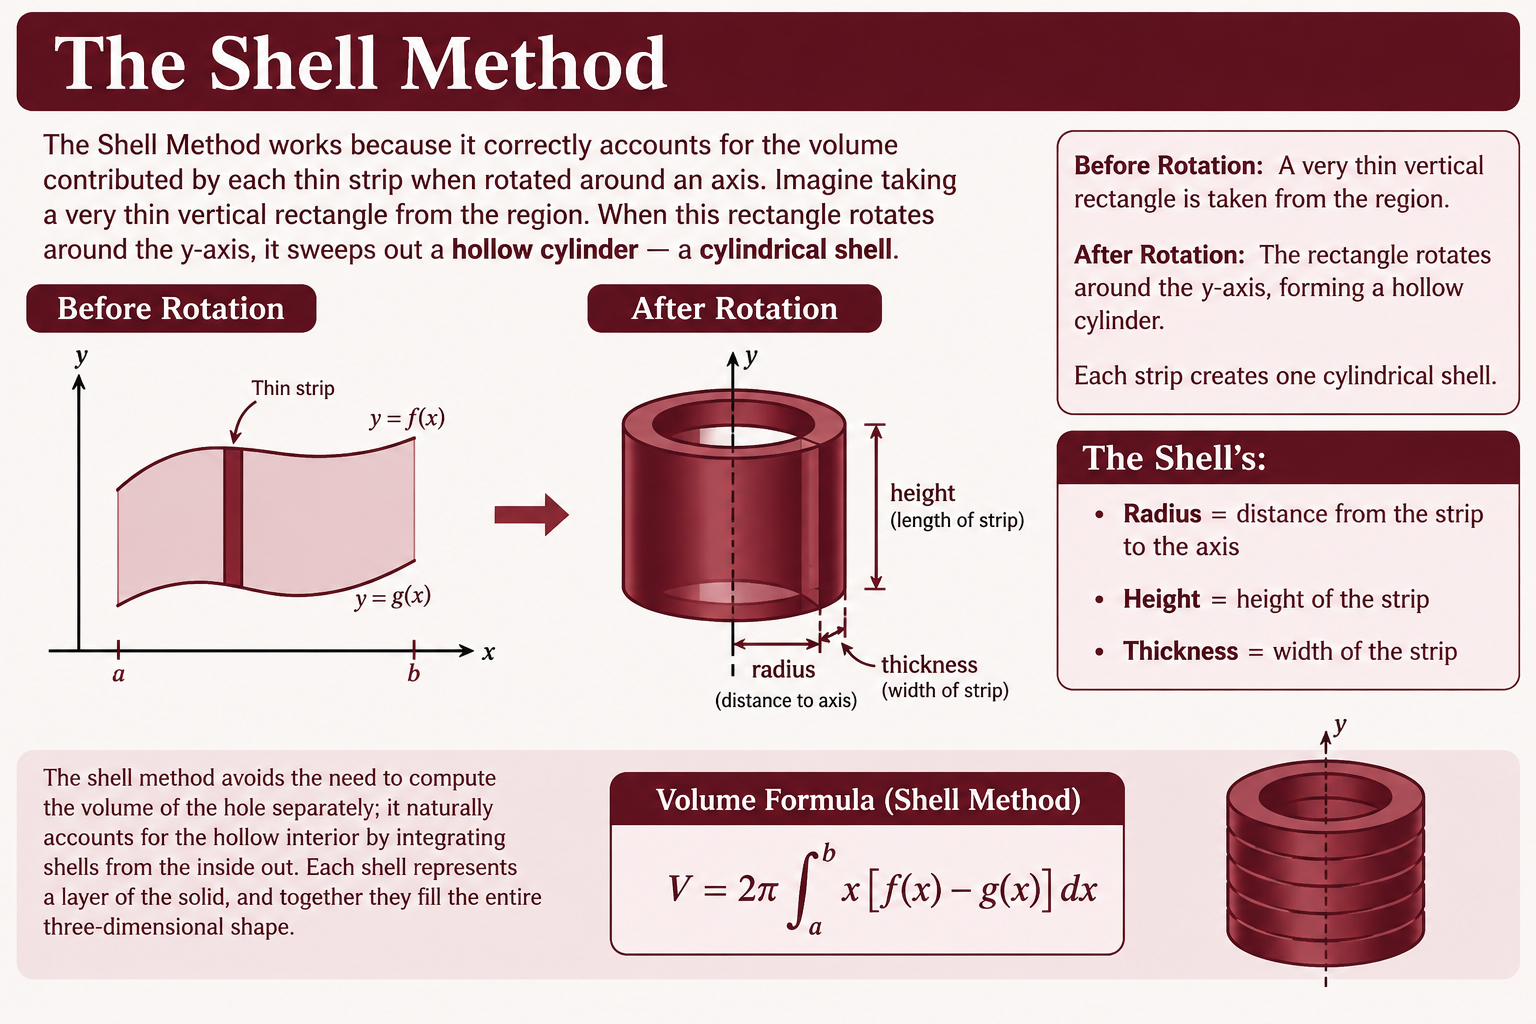 The Shell Method
The Shell Method works because it correctly accounts for the volume
contributed by each thin strip when rotated around an axis. Imagine taking
a very thin vertical rectangle from the region. When this rectangle rotates
around the y-axis, it sweeps out a hollow cylinder — a cylindrical shell.
Before Rotation
y
Thin strip
y = f(x)
y = g(x)
a
b
x
After Rotation
y
height
(length of strip)
radius
(distance to axis)
thickness
(width of strip)
Before Rotation: A very thin vertical
rectangle is taken from the region.
After Rotation: The rectangle rotates
around the y-axis, forming a hollow
cylinder.
Each strip creates one cylindrical shell.
The Shell's:
• Radius = distance from the strip
to the axis
• Height = height of the strip
• Thickness = width of the strip
The shell method avoids the need to compute
the volume of the hole separately; it naturally
accounts for the hollow interior by integrating
shells from the inside out. Each shell represents
a layer of the solid, and together they fill the entire
three-dimensional shape.
Volume Formula (Shell Method)
V = 2π ∫_a^b x [f(x) − g(x)] dx
y